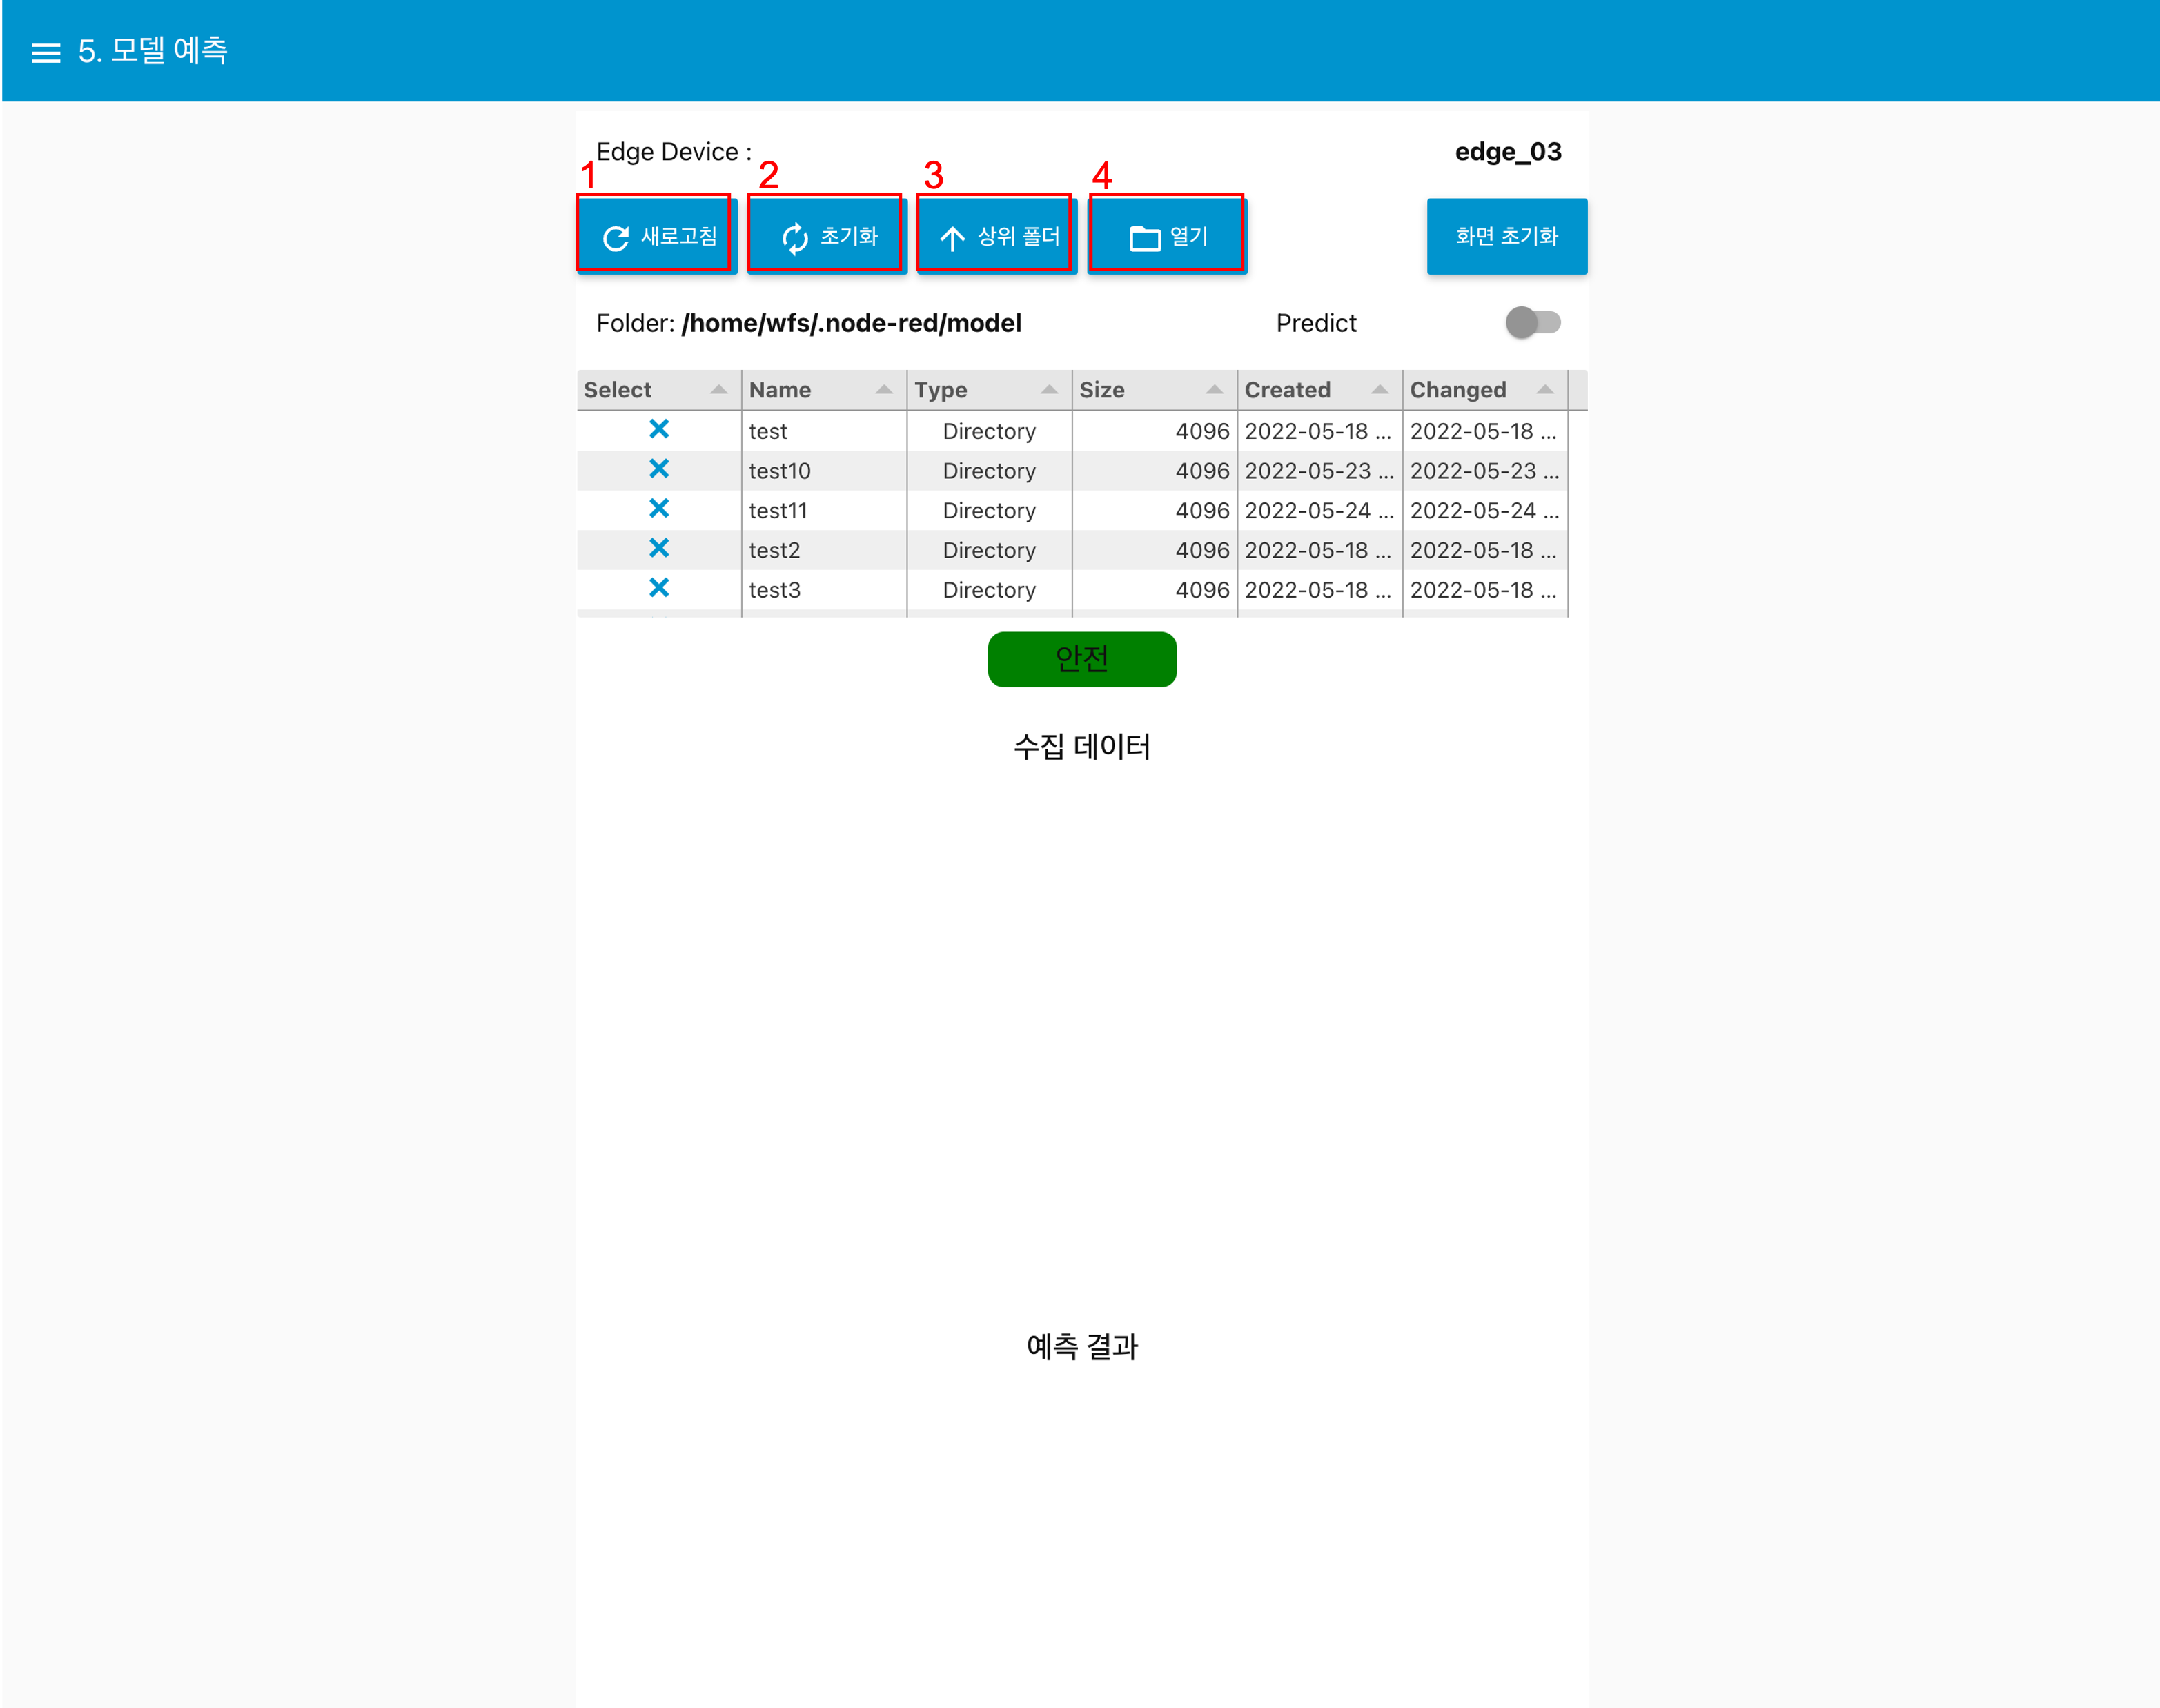 5. 모델 예측
Edge Device : edge_03
1 2 3 4
새로고침 초기화 상위 폴더 열기 화면 초기화
Folder: /home/wfs/.node-red/model Predict
Select Name Type Size Created Changed
test Directory 4096 2022-05-18 ... 2022-05-18 ...
test10 Directory 4096 2022-05-23 ... 2022-05-23 ...
test11 Directory 4096 2022-05-24 ... 2022-05-24 ...
test2 Directory 4096 2022-05-18 ... 2022-05-18 ...
test3 Directory 4096 2022-05-18 ... 2022-05-18 ...
안전
수집 데이터
예측 결과